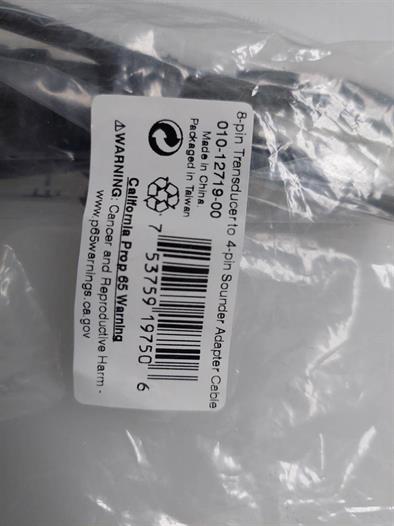 8-pin Transducer to 4-pin Sounder Adapter Cable
010-12719-00
Made in China.
Packaged in Taiwan
7 53759 19750 6
California Prop 65 Warning
⚠WARNING: Cancer and Reproductive Harm -
www.p65warnings.ca.gov